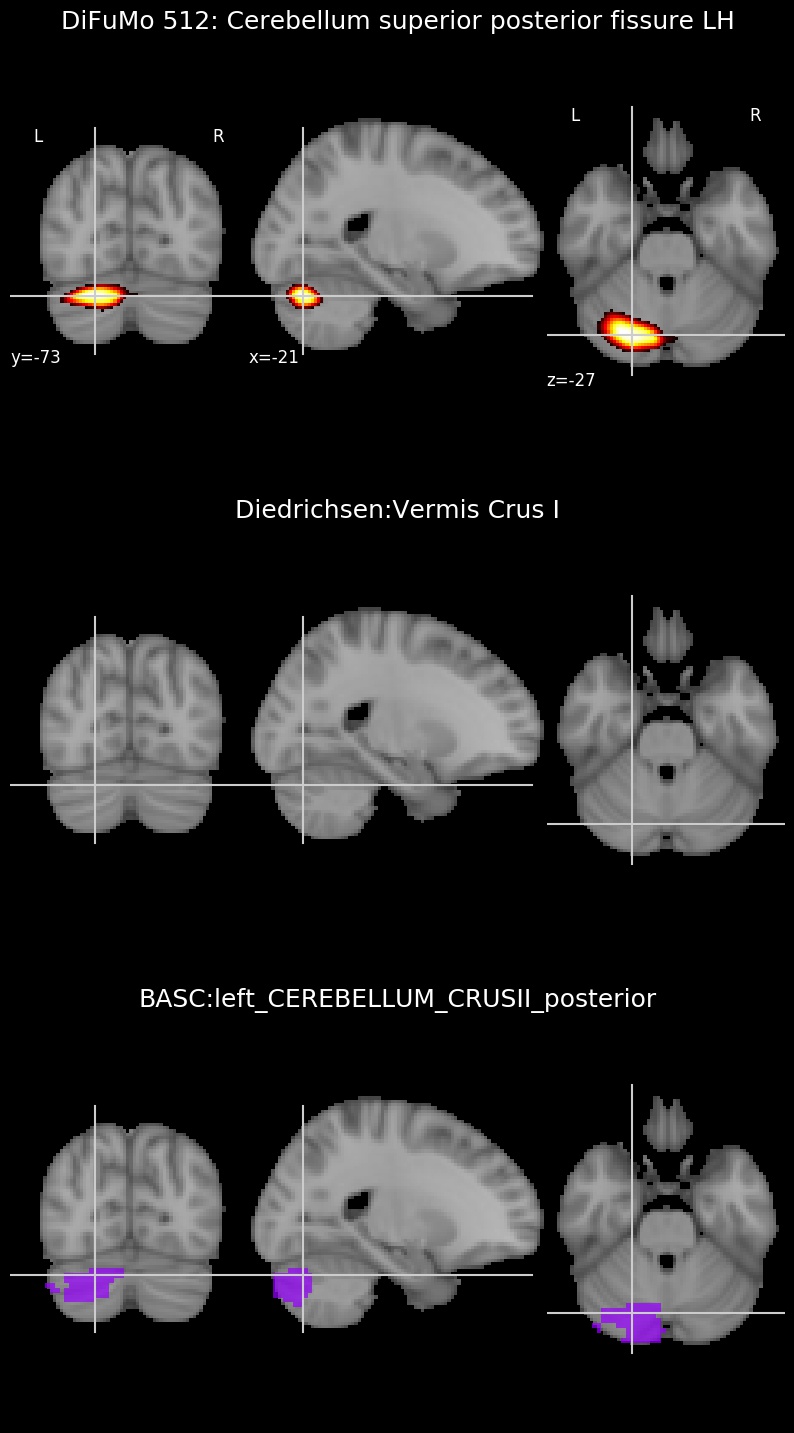 DiFuMo 512: Cerebellum superior posterior fissure LH
L R
L R
y=-73 x=-21
z=-27
Diedrichsen:Vermis Crus I
BASC:left_CEREBELLUM_CRUSII_posterior